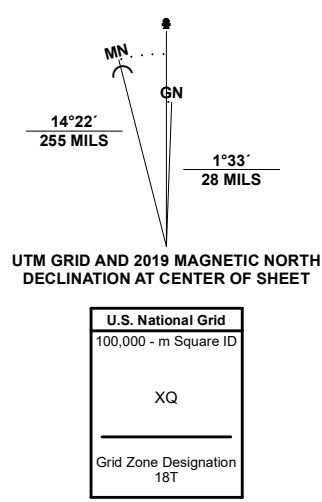 MN
GN
14°22´
255 MILS
1°33´
28 MILS
UTM GRID AND 2019 MAGNETIC NORTH
DECLINATION AT CENTER OF SHEET
U.S. National Grid
100,000 - m Square ID
XQ
Grid Zone Designation
18T